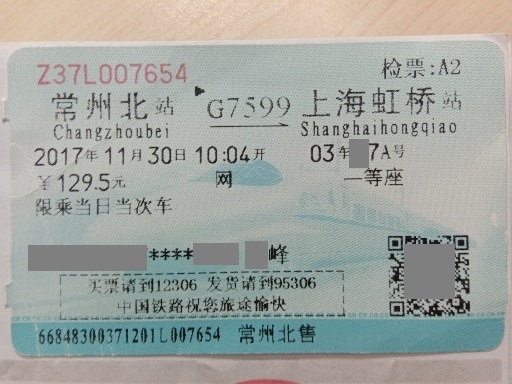 Z37L007654 检票:A2
常州北站 G7599 上海虹桥站
Changzhoubei Shanghaihongqiao
2017年11月30日10:04开 03车 7A号
￥129.5元 网 一等座
限乘当日当次车
**** 峰
买票请到12306 发货请到95306
中国铁路祝您旅途愉快
66848300371201L007654 常州北售